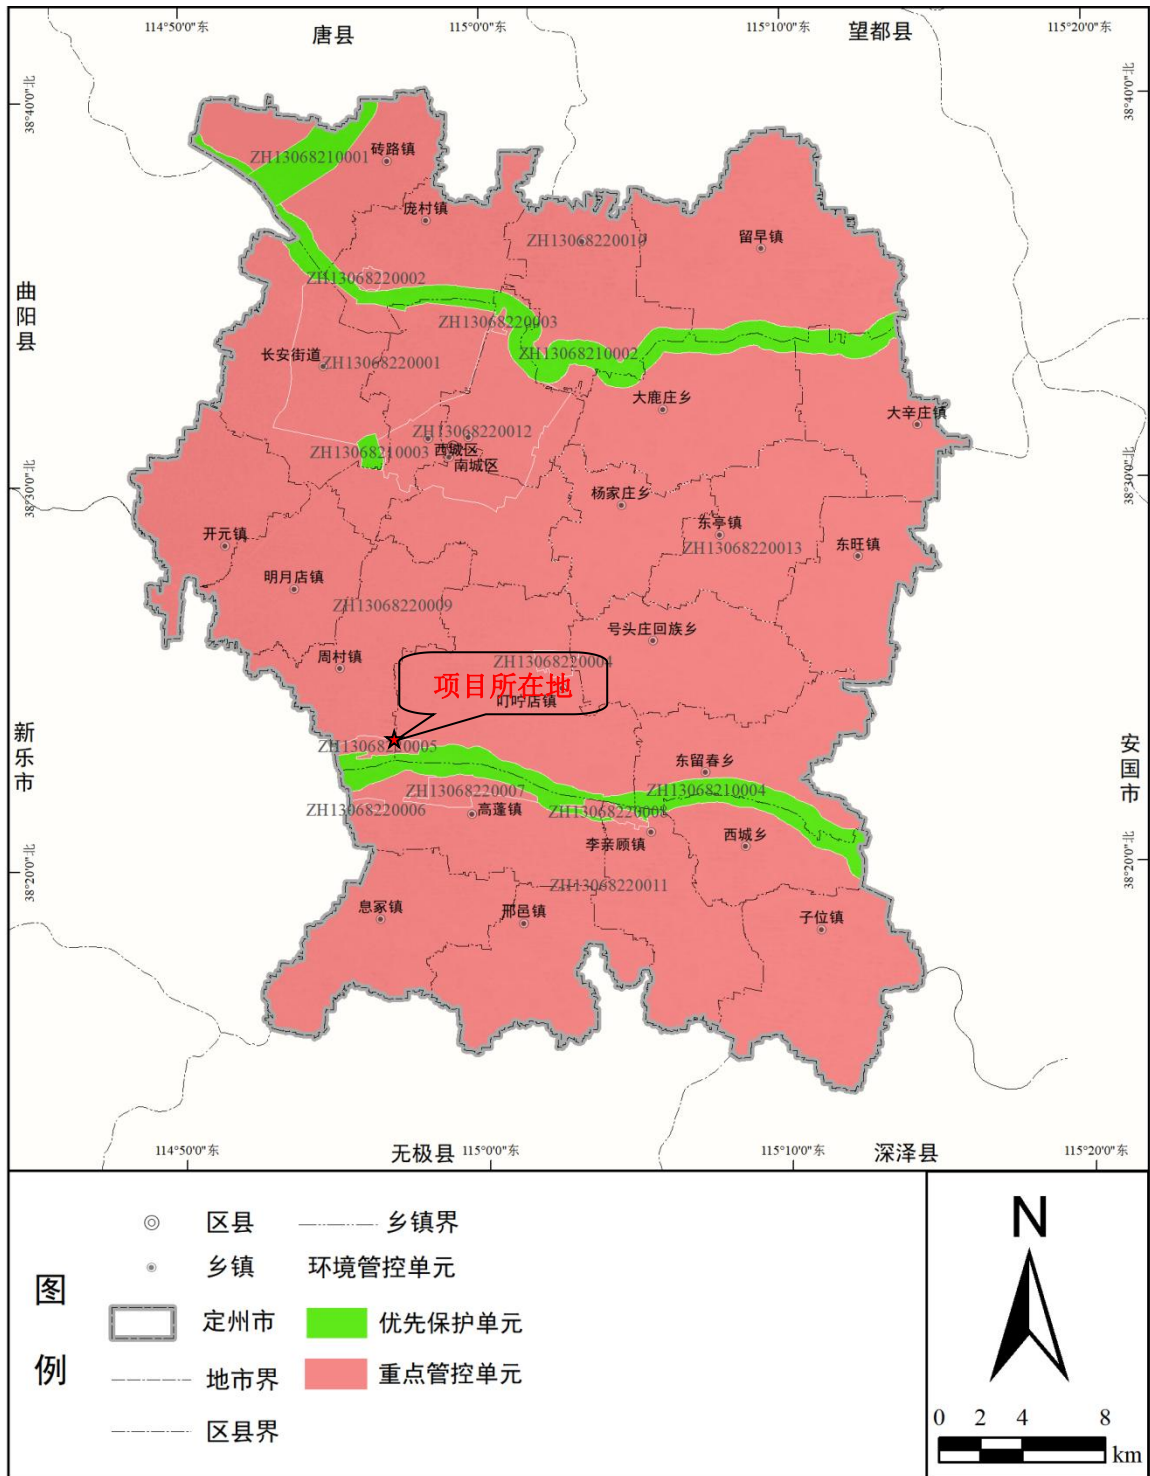 114°50'0"东
115°0'0"东
115°10'0"东
115°20'0"东
唐县
望都县
38°40'0"北
38°40'0"北
ZH13068210001
砖路镇
庞村镇
ZH13068220010
留早镇
ZH13068220002
曲阳县
ZH13068220003
长安街道
ZH13068220001
ZH13068210002
大鹿庄乡
大辛庄镇
ZH13068220012
ZH13068210003
西城区
南城区
38°30'0"北
38°30'0"北
杨家庄乡
东亭镇
开元镇
ZH13068220013
东旺镇
明月店镇
ZH13068220009
号头庄回族乡
周村镇
ZH13068220004
项目所在地
叮咛店镇
新乐市
安国市
ZH13068220005
东留春乡
ZH13068220007
ZH13068210004
ZH13068220006
高蓬镇
ZH13068220008
李亲顾镇
西城乡
38°20'0"北
38°20'0"北
ZH13068220011
息冢镇
邢邑镇
子位镇
114°50'0"东
115°0'0"东
115°10'0"东
115°20'0"东
无极县
深泽县
图例
区县
乡镇界
乡镇
环境管控单元
定州市
优先保护单元
地市界
重点管控单元
区县界
N
0 2 4 8
km